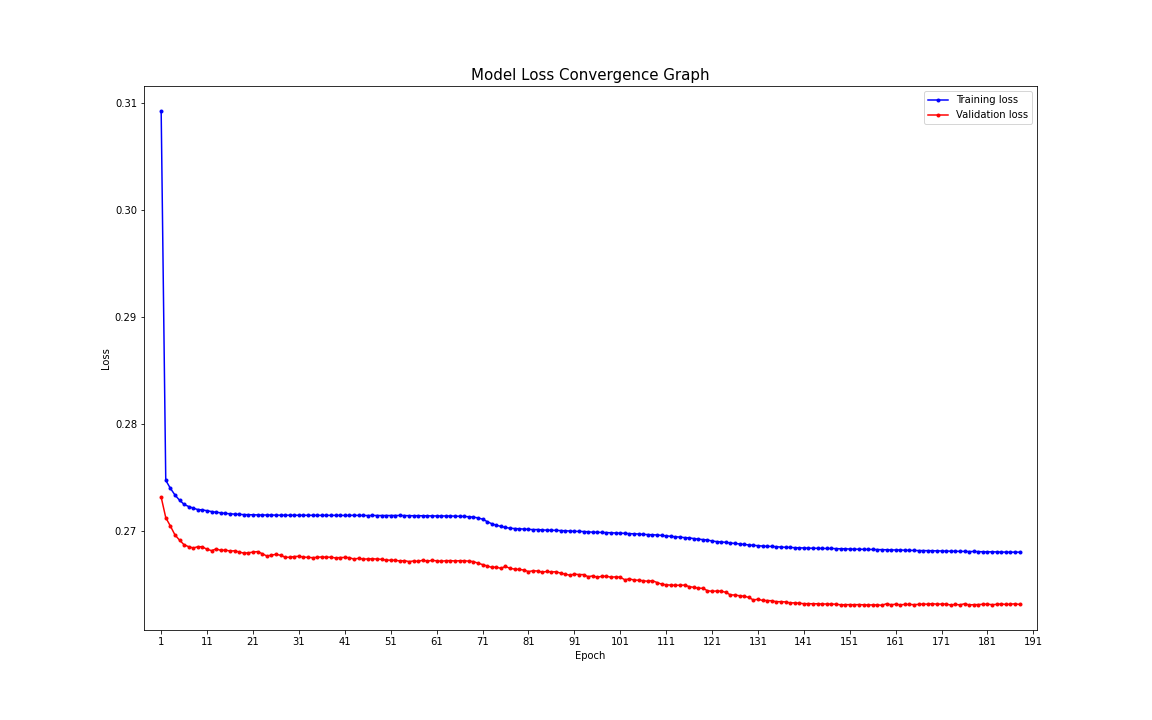 Model Loss Convergence Graph
Training loss
Validation loss
0.31
0.30
0.29
0.28
0.27
Loss
1 11 21 31 41 51 61 71 81 91 101 111 121 131 141 151 161 171 181 191
Epoch